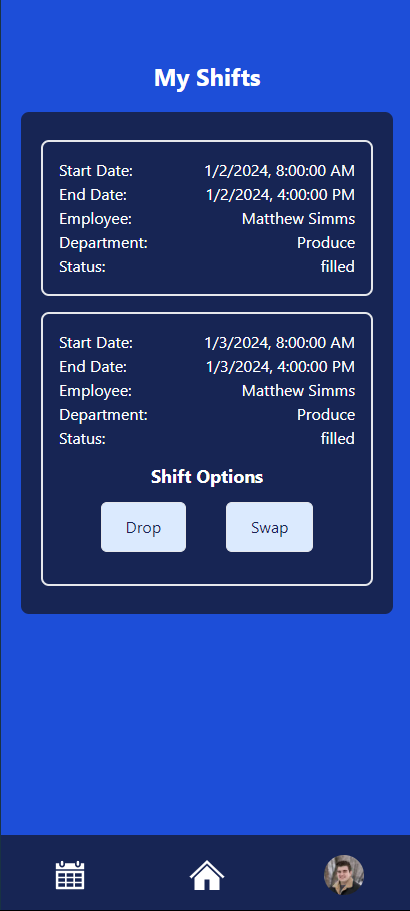 My Shifts
Start Date: 1/2/2024, 8:00:00 AM
End Date: 1/2/2024, 4:00:00 PM
Employee: Matthew Simms
Department: Produce
Status: filled
Start Date: 1/3/2024, 8:00:00 AM
End Date: 1/3/2024, 4:00:00 PM
Employee: Matthew Simms
Department: Produce
Status: filled
Shift Options
Drop Swap